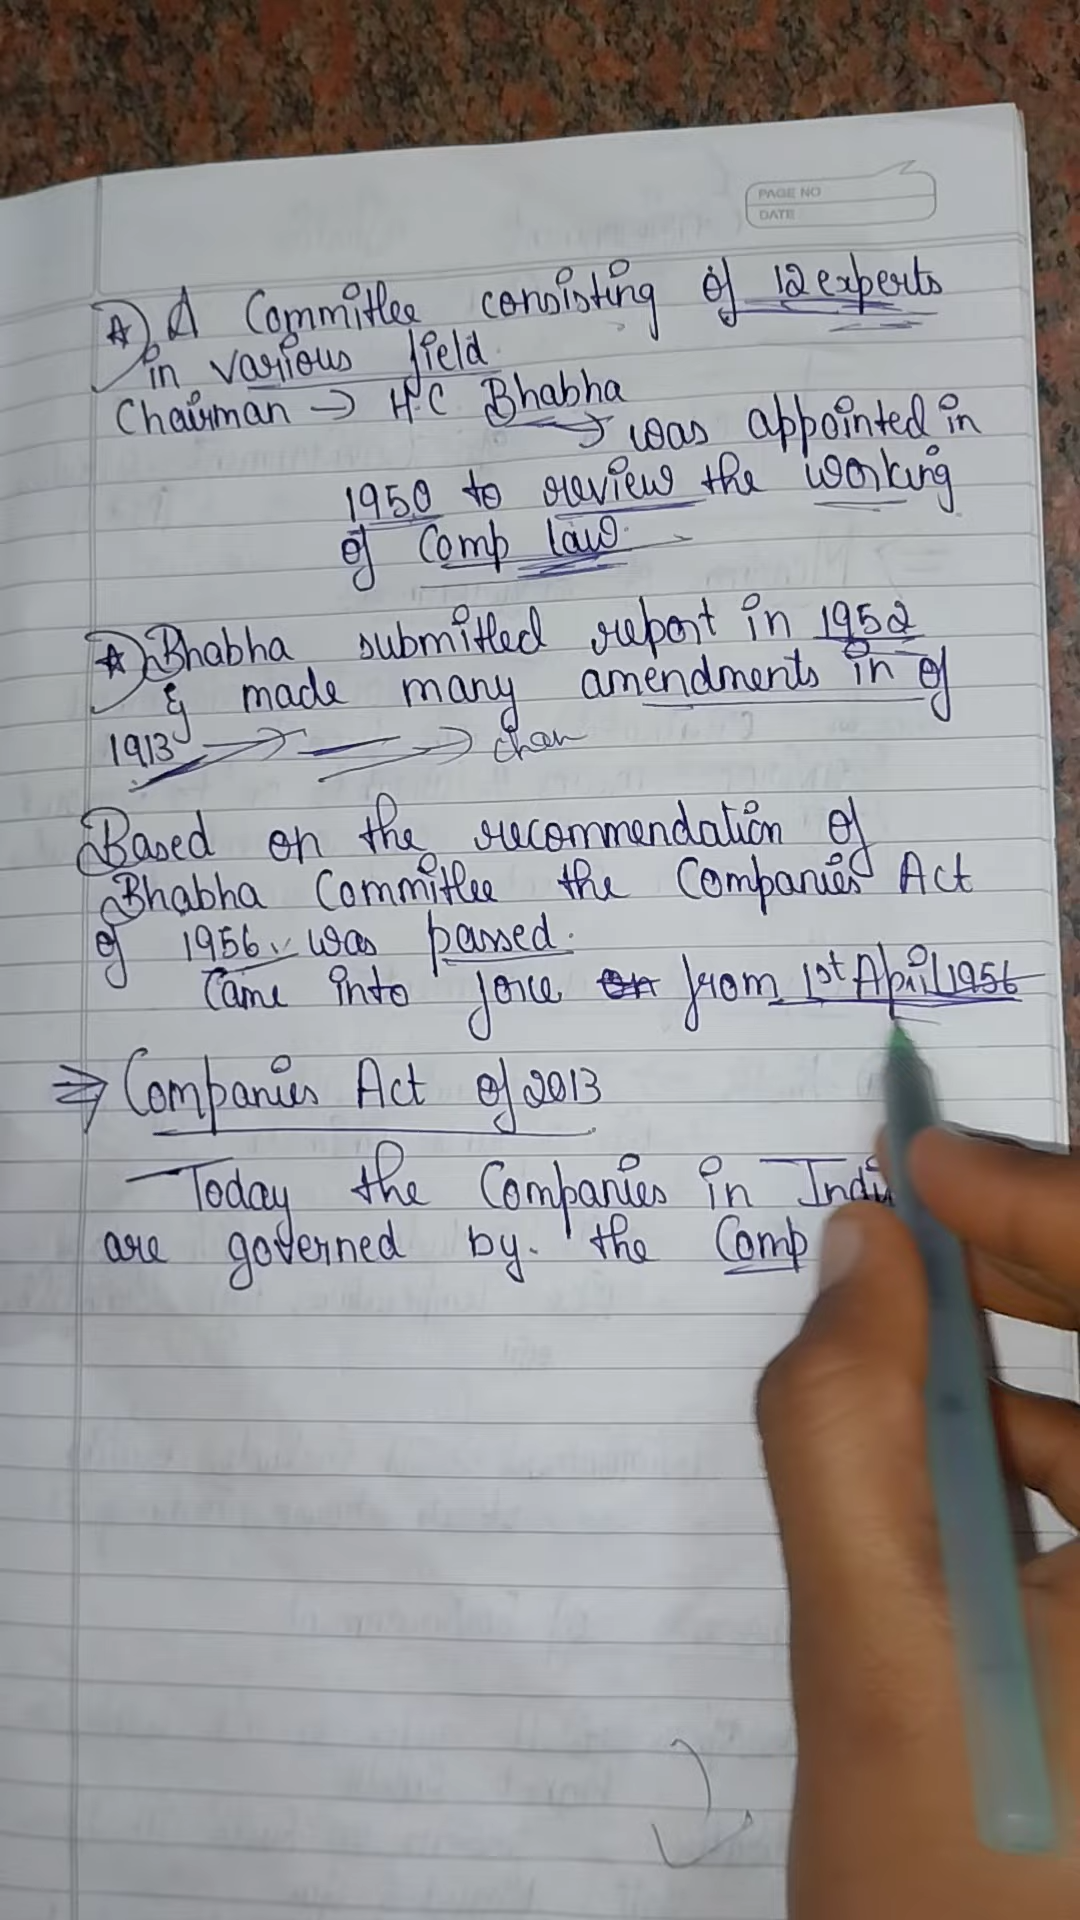 PAGE NO
DATE
A Committee consisting of 12 experts
in various field.
Chairman → H.C Bhabha
→ was appointed in
1950 to review the working
of Comp law.
Bhabha submitted report in 1952
& made many amendments in of
1913 → → chan
Based on the recommendation of
Bhabha Committee the Companies Act
of 1956 was passed.
Came into force from 1st April 1956
⇒ Companies Act of 2013
Today the Companies in
are governed by. the Comp